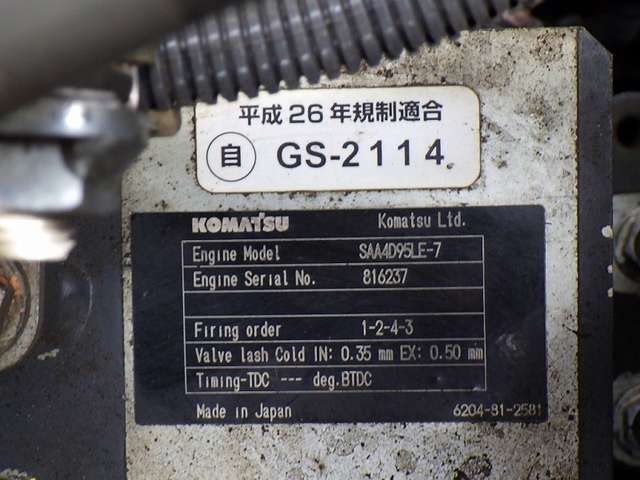 平成26年規制適合
自 GS-2114
KOMATSU Komatsu Ltd.
Engine Model SAA4D95LE-7
Engine Serial No. 816237
Firing order 1-2-4-3
Valve lash Cold IN: 0.35 mm EX: 0.50 mm
Timing-TDC --- deg.BTDC
Made in Japan 6204-81-2581